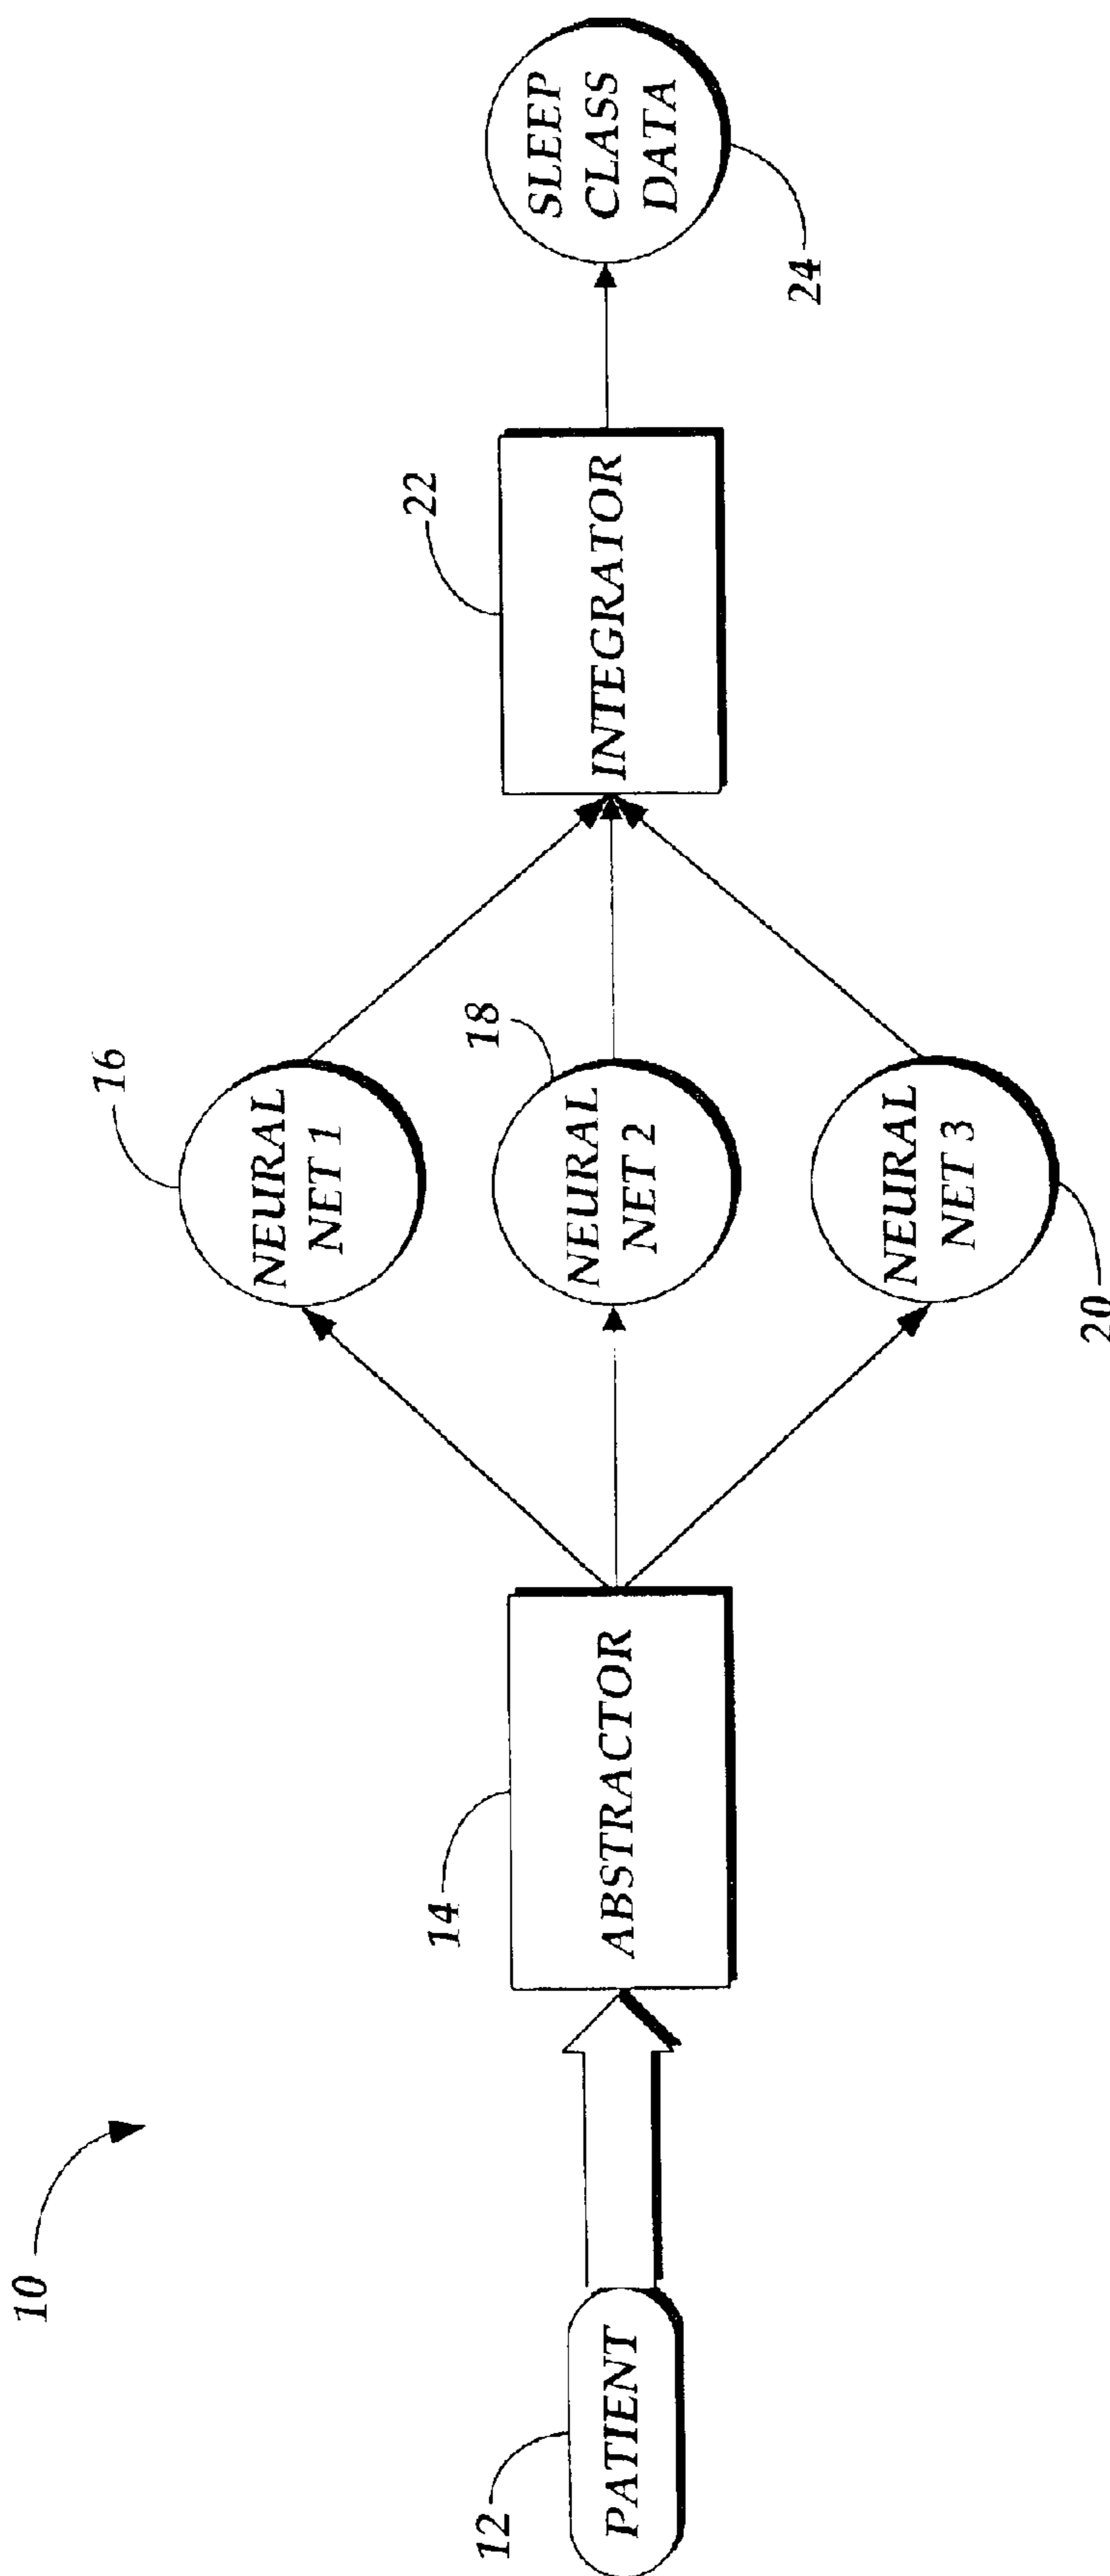 10
12
PATIENT
14
ABSTRACTOR
16
NEURAL
NET 1
18
NEURAL
NET 2
20
NEURAL
NET 3
22
INTEGRATOR
24
SLEEP
CLASS
DATA